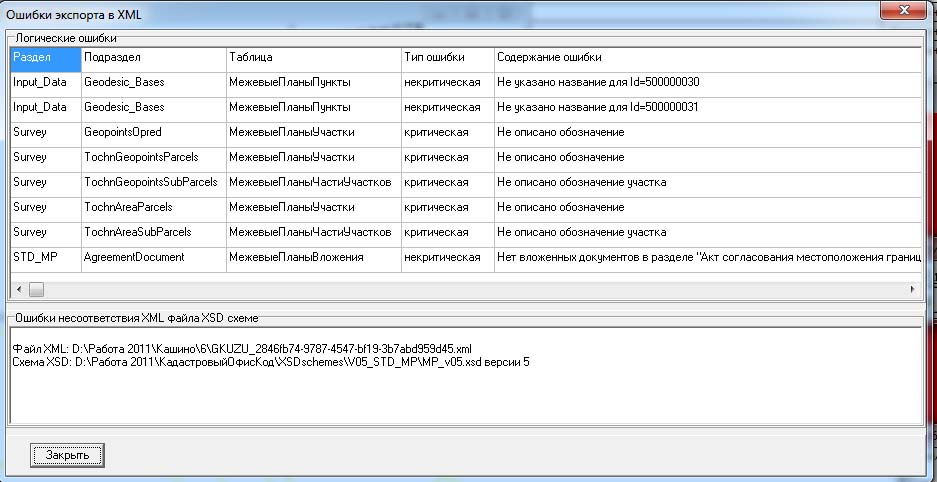 Ошибки экспорта в XML
Логические ошибки
Раздел Подраздел Таблица Тип ошибки Содержание ошибки
Input_Data Geodesic_Bases МежевыеПланыПункты некритическая Не указано название для Id=500000030
Input_Data Geodesic_Bases МежевыеПланыПункты некритическая Не указано название для Id=500000031
Survey GeopointsOpred МежевыеПланыУчастки критическая Не описано обозначение
Survey TochnGeopointsParcels МежевыеПланыУчастки критическая Не описано обозначение
Survey TochnGeopointsSubParcels МежевыеПланыЧастиУчастков критическая Не описано обозначение участка
Survey TochnAreaParcels МежевыеПланыУчастки критическая Не описано обозначение
Survey TochnAreaSubParcels МежевыеПланыЧастиУчастков критическая Не описано обозначение участка
STD_MP AgreementDocument МежевыеПланыВложения некритическая Нет вложенных документов в разделе "Акт согласования местоположения границ
Ошибки несоответствия XML файла XSD схеме
Файл XML: D:\Работа 2011\Кашино\6\GKUZU_2846fb74-9787-4547-bf19-3b7abd959d45.xml
Схема XSD: D:\Работа 2011\КадастровыйОфисКод\XSDschemes\V05_STD_MP\MP_v05.xsd версии 5
Закрыть